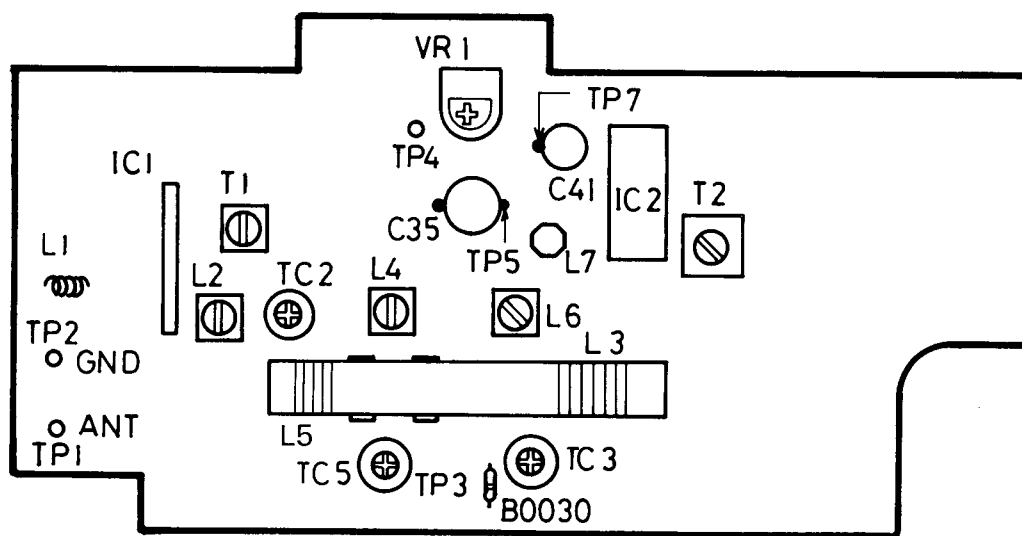 VR1
TP7
TP4
IC1
T1
C41
IC2
T2
C35
TP5
L7
L1
L2
TC2
L4
L6
TP2
GND
L3
ANT
TP1
L5
TC5
TP3
TC3
B0030